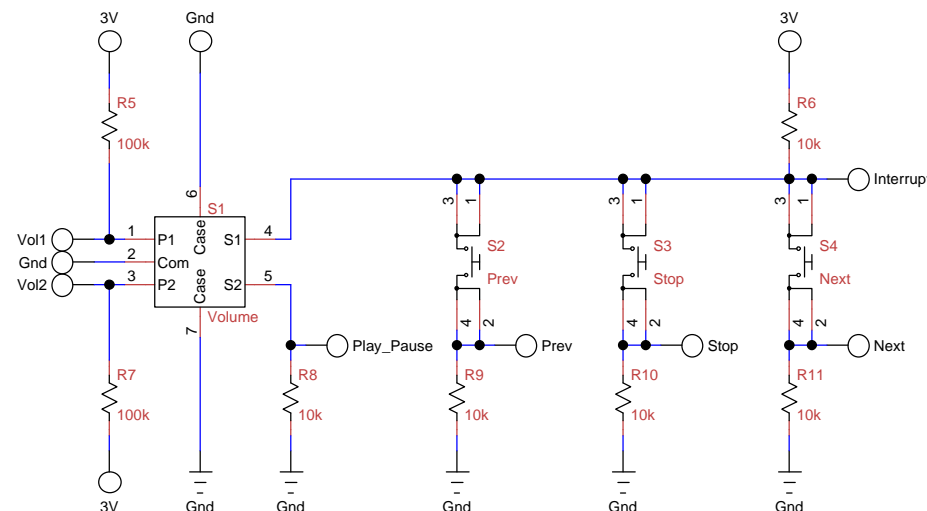 3V
Gnd
3V
R5
100k
R6
10k
6
S1
3
1
3
1
3
1
Interrupt
Vol1
1
P1
Case
S1
4
Gnd
2
Com
S2
S3
S4
Vol2
3
P2
Case
S2
5
Prev
Stop
Next
Volume
7
4
2
4
2
4
2
Play_Pause
Prev
Stop
Next
R7
100k
R8
10k
R9
10k
R10
10k
R11
10k
3V
Gnd
Gnd
Gnd
Gnd
Gnd